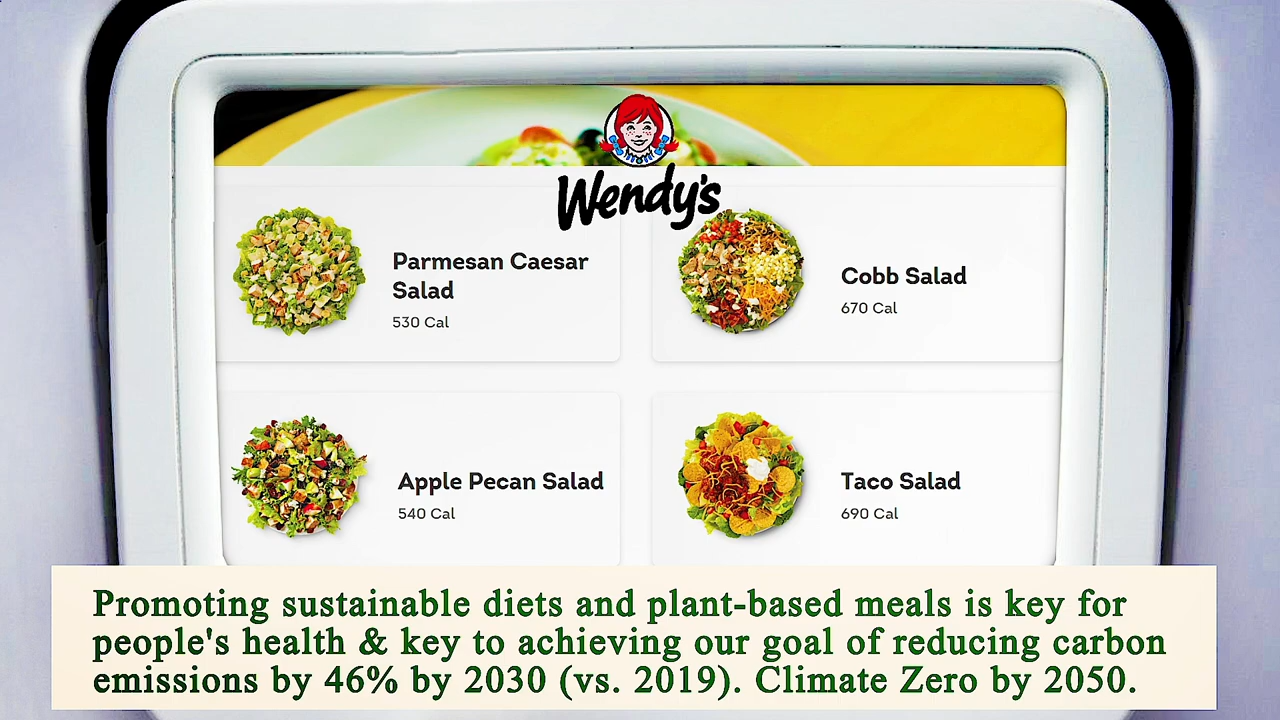 Wendy's
Parmesan Caesar
Salad
530 Cal
Cobb Salad
670 Cal
Apple Pecan Salad
540 Cal
Taco Salad
690 Cal
Promoting sustainable diets and plant-based meals is key for
people's health & key to achieving our goal of reducing carbon
emissions by 46% by 2030 (vs. 2019). Climate Zero by 2050.